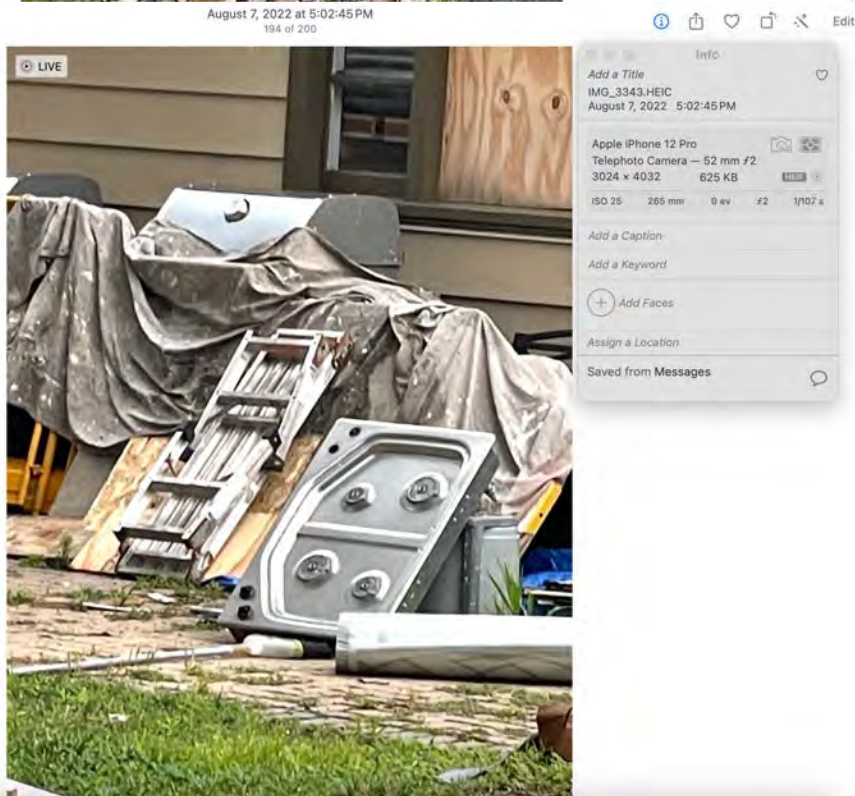 August 7, 2022 at 5:02:45 PM
194 of 200
Edit
LIVE
Info
Add a Title
IMG_3343.HEIC
August 7, 2022 5:02:45 PM
Apple iPhone 12 Pro
Telephoto Camera — 52 mm ƒ2
3024 × 4032 625 KB HEIF
ISO 25 265 mm 0 ev ƒ2 1/107 s
Add a Caption
Add a Keyword
Add Faces
Assign a Location
Saved from Messages